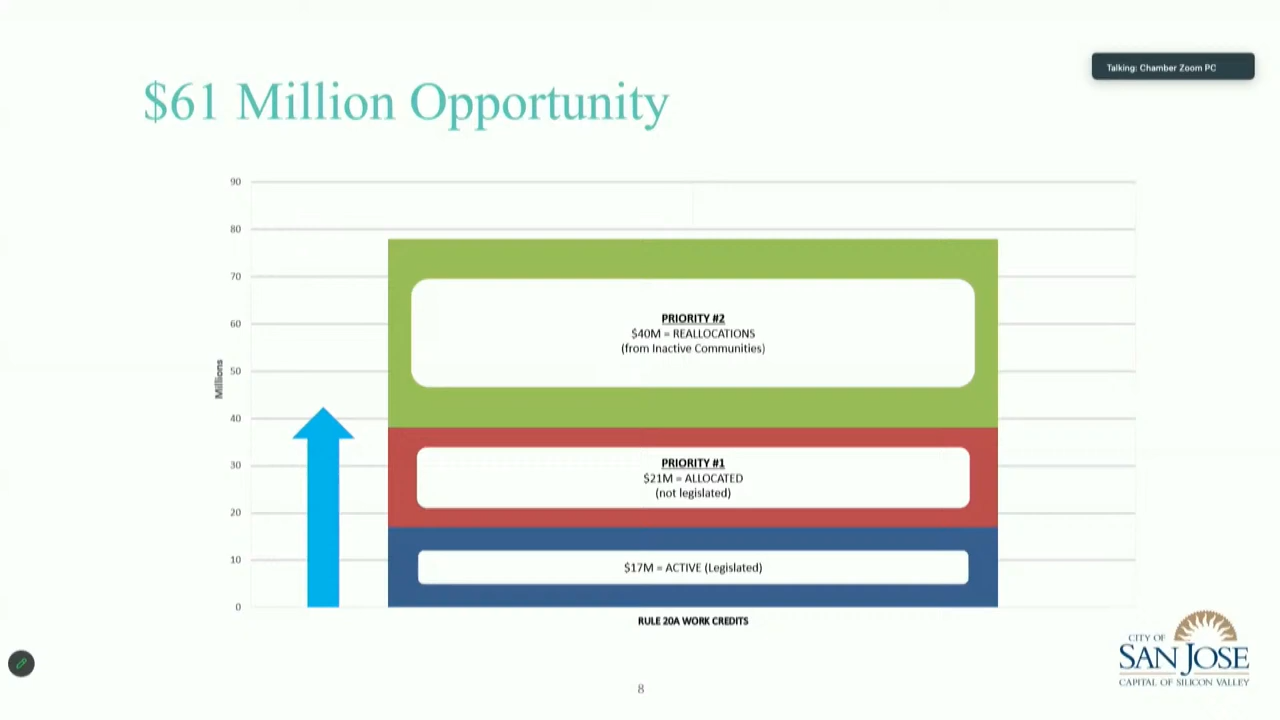 Talking: Chamber Zoom PC
$61 Million Opportunity
90
80
70
60
50
40
30
20
10
0
Millions
PRIORITY #2
$40M = REALLOCATIONS
(from Inactive Communities)
PRIORITY #1
$21M = ALLOCATED
(not legislated)
$17M = ACTIVE (Legislated)
RULE 20A WORK CREDITS
CITY OF
SAN JOSE
CAPITAL OF SILICON VALLEY
8